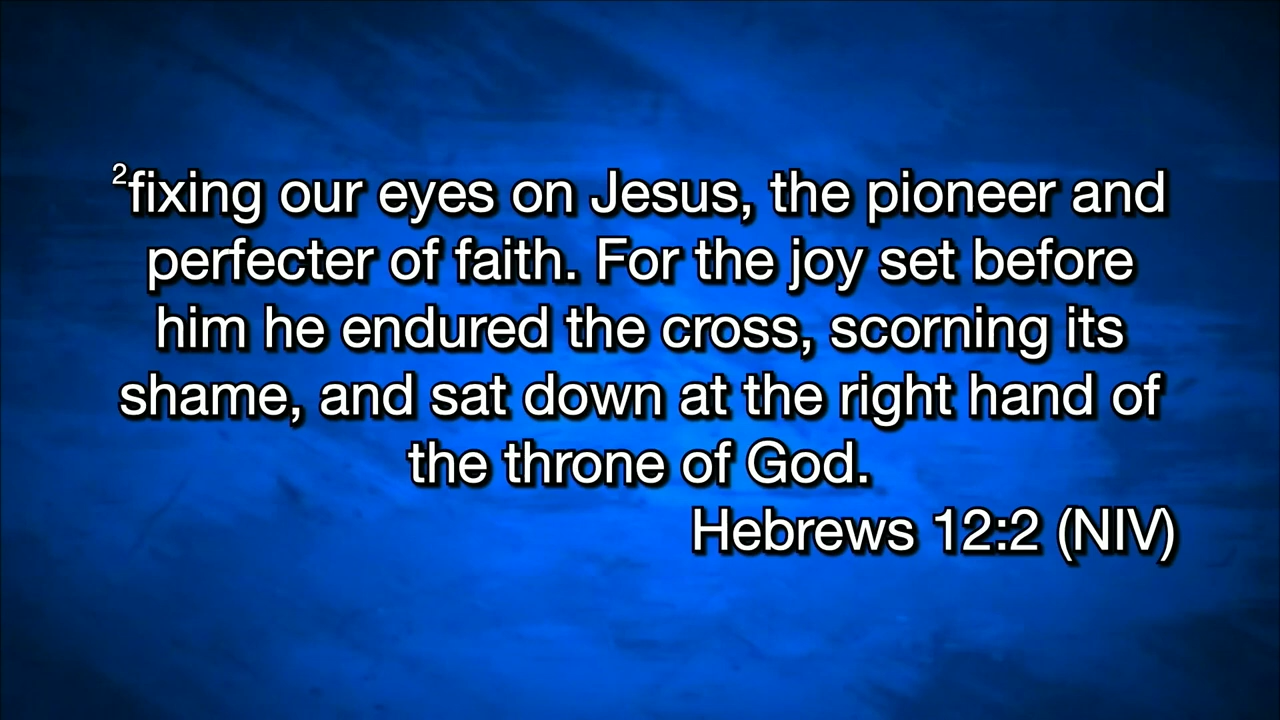 ²fixing our eyes on Jesus, the pioneer and
perfecter of faith. For the joy set before
him he endured the cross, scorning its
shame, and sat down at the right hand of
the throne of God.
Hebrews 12:2 (NIV)